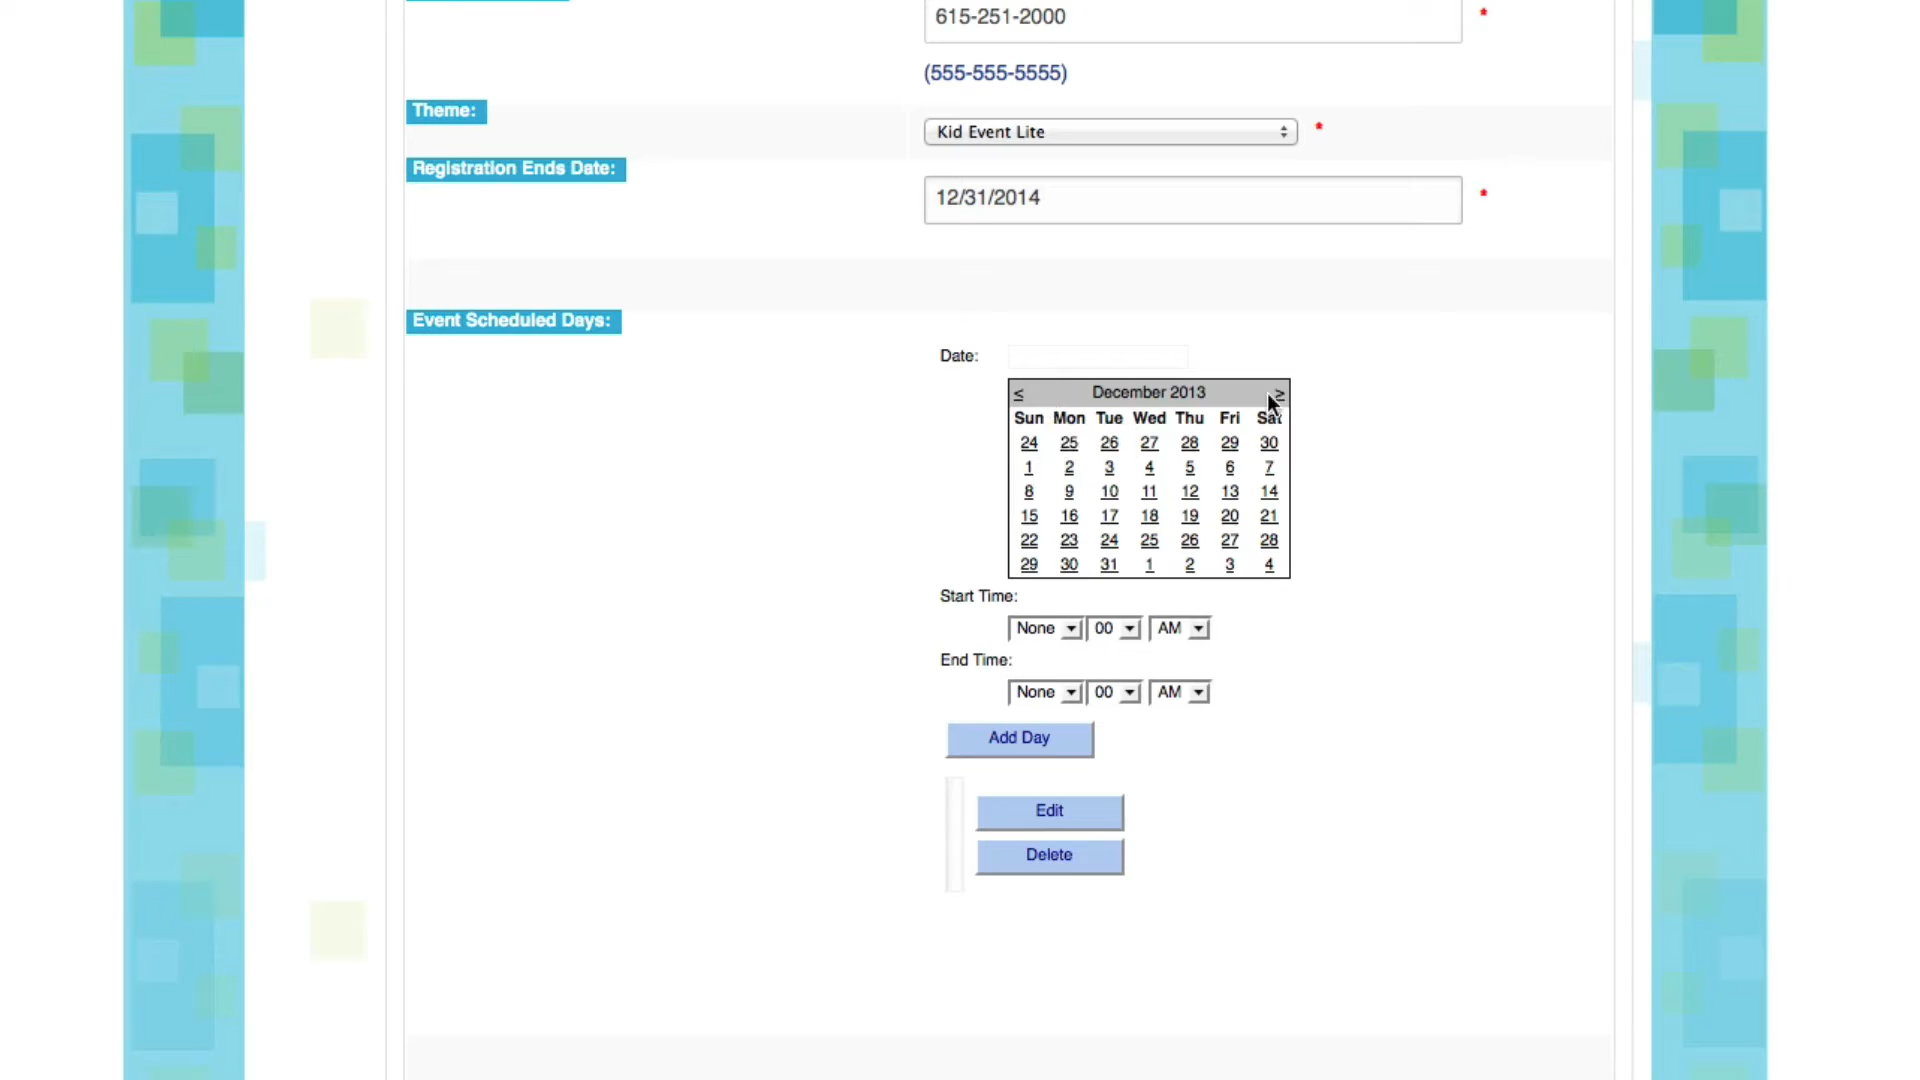 615-251-2000 *
(555-555-5555)
Theme: Kid Event Lite *
Registration Ends Date: 12/31/2014 *
Event Scheduled Days:
Date:
≤ December 2013 ≥
Sun Mon Tue Wed Thu Fri Sat
24 25 26 27 28 29 30
1 2 3 4 5 6 7
8 9 10 11 12 13 14
15 16 17 18 19 20 21
22 23 24 25 26 27 28
29 30 31 1 2 3 4
Start Time:
None 00 AM
End Time:
None 00 AM
Add Day
Edit
Delete